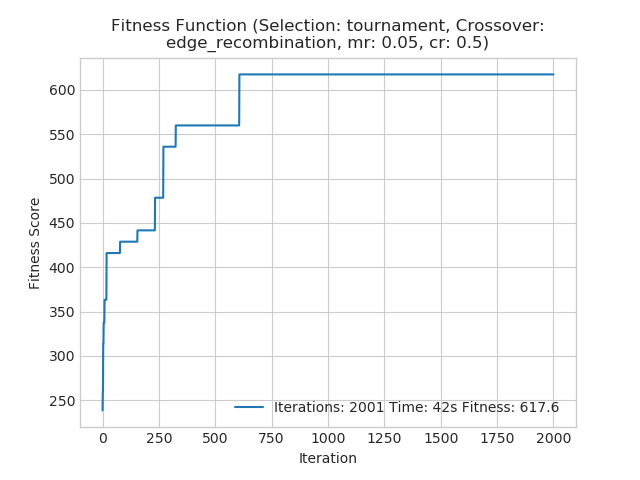 Fitness Function (Selection: tournament, Crossover:
edge_recombination, mr: 0.05, cr: 0.5)
600
550
500
450
400
350
300
250
Fitness Score
Iterations: 2001 Time: 42s Fitness: 617.6
0 250 500 750 1000 1250 1500 1750 2000
Iteration